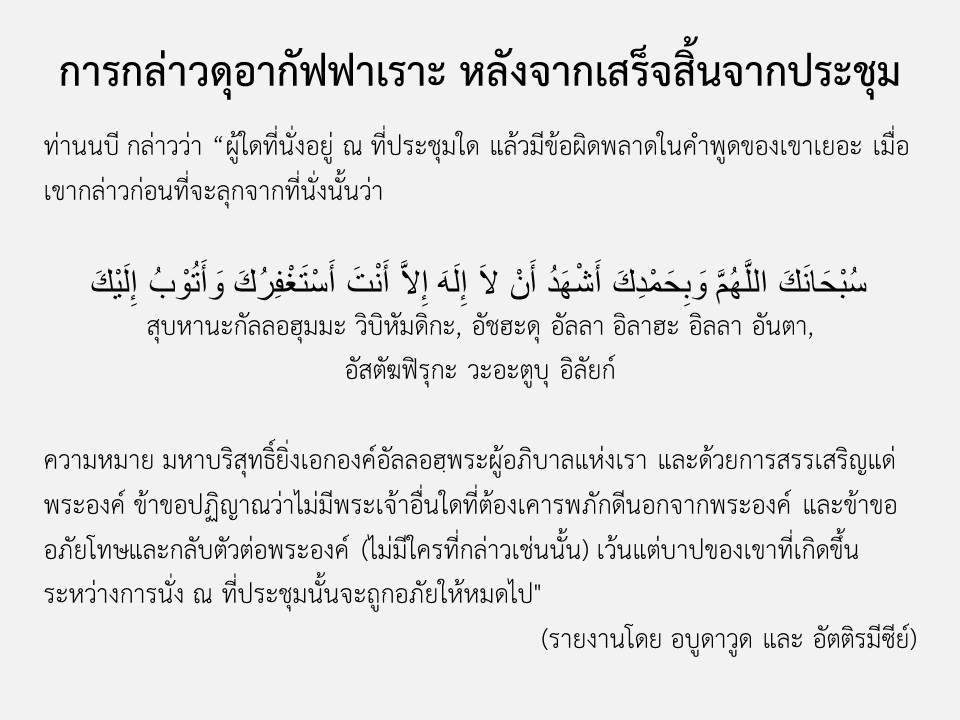 การกล่าวดุอากัฟฟาเราะ หลังจากเสร็จสิ้นจากประชุม
ท่านนบี กล่าวว่า “ผู้ใดที่นั่งอยู่ ณ ที่ประชุมใด แล้วมีข้อผิดพลาดในคำพูดของเขาเยอะ เมื่อ
เขากล่าวก่อนที่จะลุกจากที่นั่งนั้นว่า
سُبْحَانَكَ اللَّهُمَّ وَبِحَمْدِكَ أَشْهَدُ أَنْ لاَ إِلَهَ إِلاَّ أَنْتَ أَسْتَغْفِرُكَ وَأَتُوْبُ إِلَيْكَ
สุบหานะกัลลอฮุมมะ วิบิหัมดิกะ, อัชฮะดุ อัลลา อิลาฮะ อิลลา อันตา,
อัสตัฆฟิรุกะ วะอะตูบุ อิลัยก์
ความหมาย มหาบริสุทธิ์ยิ่งเอกองค์อัลลอฮฺพระผู้อภิบาลแห่งเรา และด้วยการสรรเสริญแด่
พระองค์ ข้าขอปฏิญาณว่าไม่มีพระเจ้าอื่นใดที่ต้องเคารพภักดีนอกจากพระองค์ และข้าขอ
อภัยโทษและกลับตัวต่อพระองค์ (ไม่มีใครที่กล่าวเช่นนั้น) เว้นแต่บาปของเขาที่เกิดขึ้น
ระหว่างการนั่ง ณ ที่ประชุมนั้นจะถูกอภัยให้หมดไป"
(รายงานโดย อบูดาวูด และ อัตติรมีซีย์)